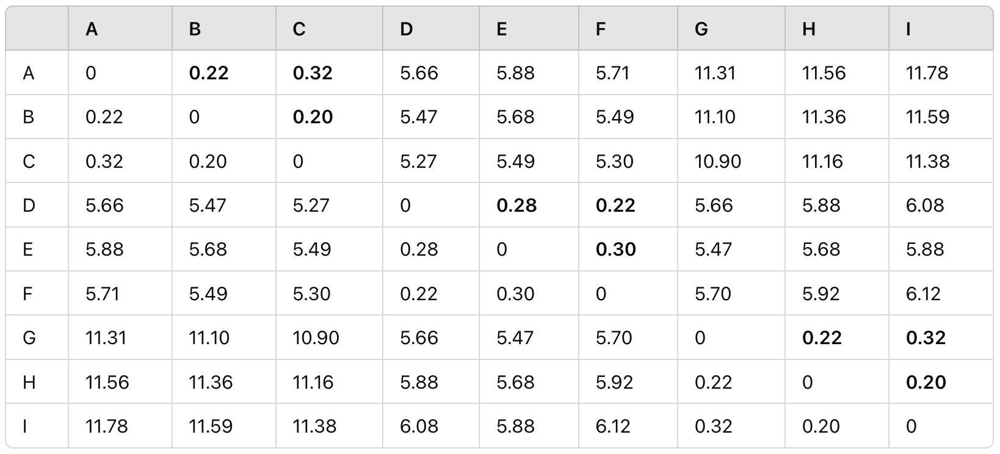 A B C D E F G H I
A 0 0.22 0.32 5.66 5.88 5.71 11.31 11.56 11.78
B 0.22 0 0.20 5.47 5.68 5.49 11.10 11.36 11.59
C 0.32 0.20 0 5.27 5.49 5.30 10.90 11.16 11.38
D 5.66 5.47 5.27 0 0.28 0.22 5.66 5.88 6.08
E 5.88 5.68 5.49 0.28 0 0.30 5.47 5.68 5.88
F 5.71 5.49 5.30 0.22 0.30 0 5.70 5.92 6.12
G 11.31 11.10 10.90 5.66 5.47 5.70 0 0.22 0.32
H 11.56 11.36 11.16 5.88 5.68 5.92 0.22 0 0.20
I 11.78 11.59 11.38 6.08 5.88 6.12 0.32 0.20 0